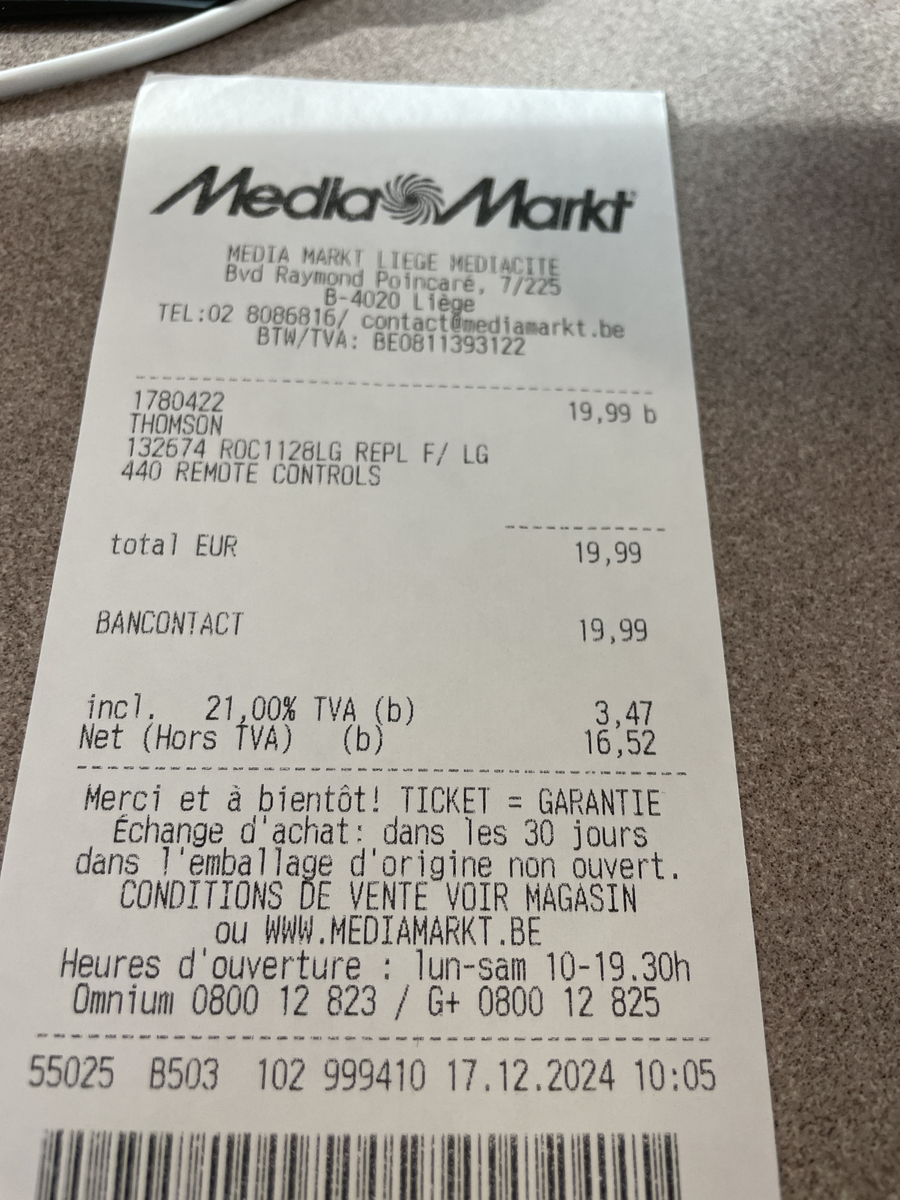 Media Markt
MEDIA MARKT LIEGE MEDIACITE
Bvd Raymond Poincaré, 7/225
B-4020 Liège
TEL:02 8086816/ contact@mediamarkt.be
BTW/TVA: BE0811393122
1780422 19,99 b
THOMSON
132674 ROC1128LG REPL F/ LG
440 REMOTE CONTROLS
total EUR 19,99
BANCONTACT 19,99
incl. 21,00% TVA (b) 3,47
Net (Hors TVA) (b) 16,52
Merci et à bientôt! TICKET = GARANTIE
Échange d'achat: dans les 30 jours
dans l'emballage d'origine non ouvert.
CONDITIONS DE VENTE VOIR MAGASIN
ou WWW.MEDIAMARKT.BE
Heures d'ouverture : lun-sam 10-19.30h
Omnium 0800 12 823 / G+ 0800 12 825
55025 B503 102 999410 17.12.2024 10:05